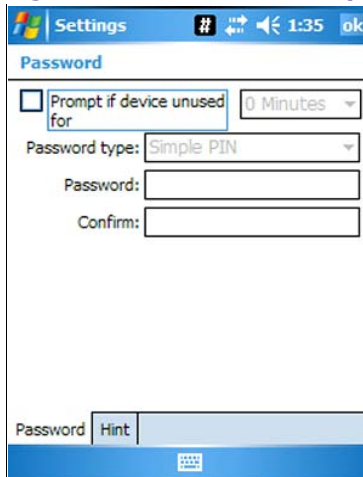 Settings # 1:35 ok
Password
Prompt if device unused for 0 Minutes
Password type: Simple PIN
Password:
Confirm:
Password Hint